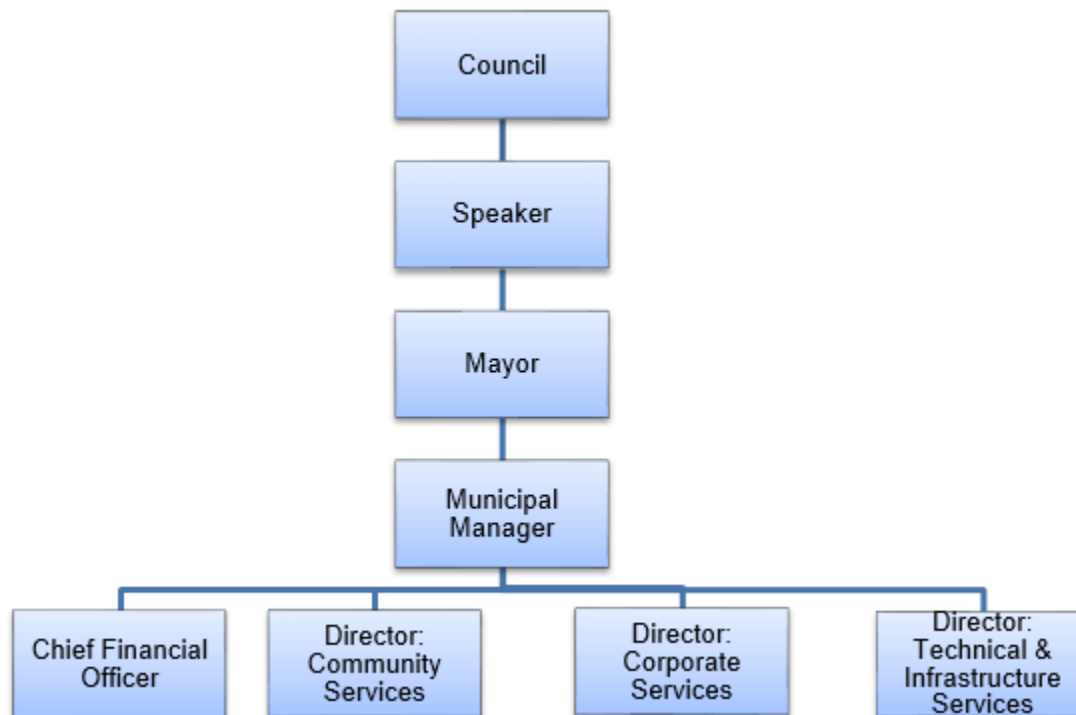 Council
Speaker
Mayor
Municipal
Manager
Chief Financial
Officer
Director:
Community
Services
Director:
Corporate
Services
Director:
Technical &
Infrastructure
Services